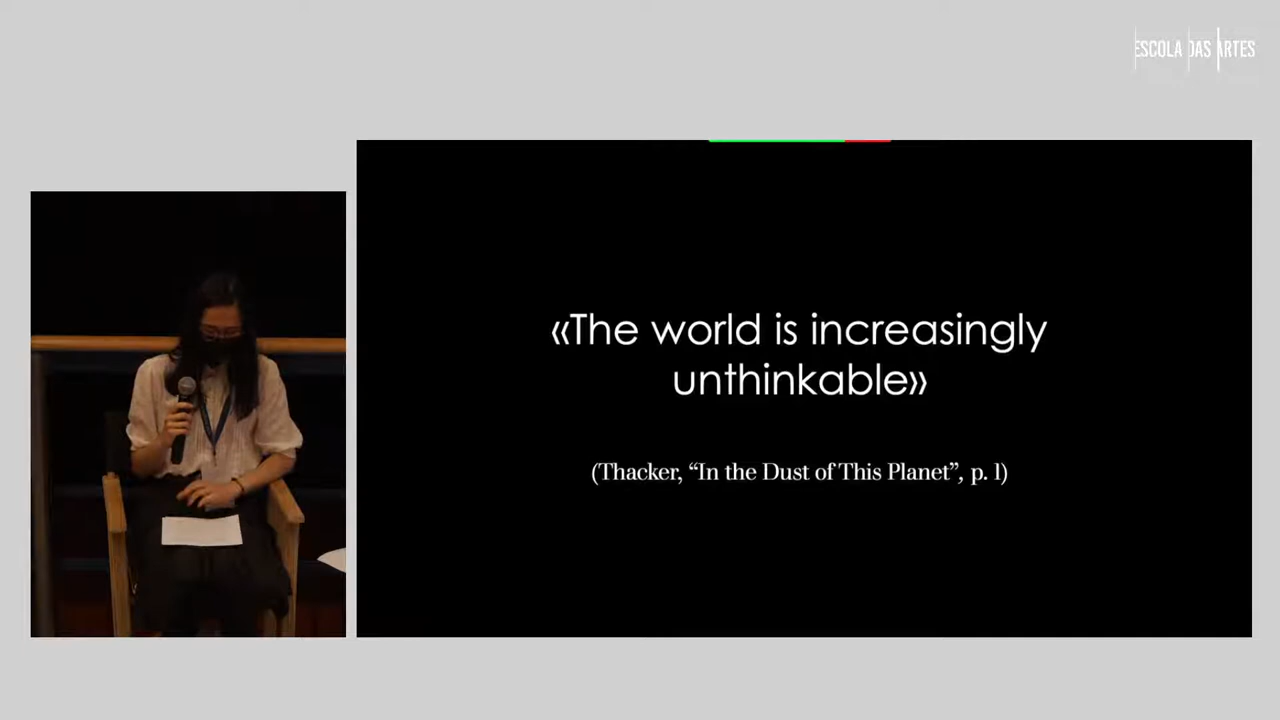 ESCOLA DAS ARTES
«The world is increasingly
unthinkable»
(Thacker, “In the Dust of This Planet”, p. 1)